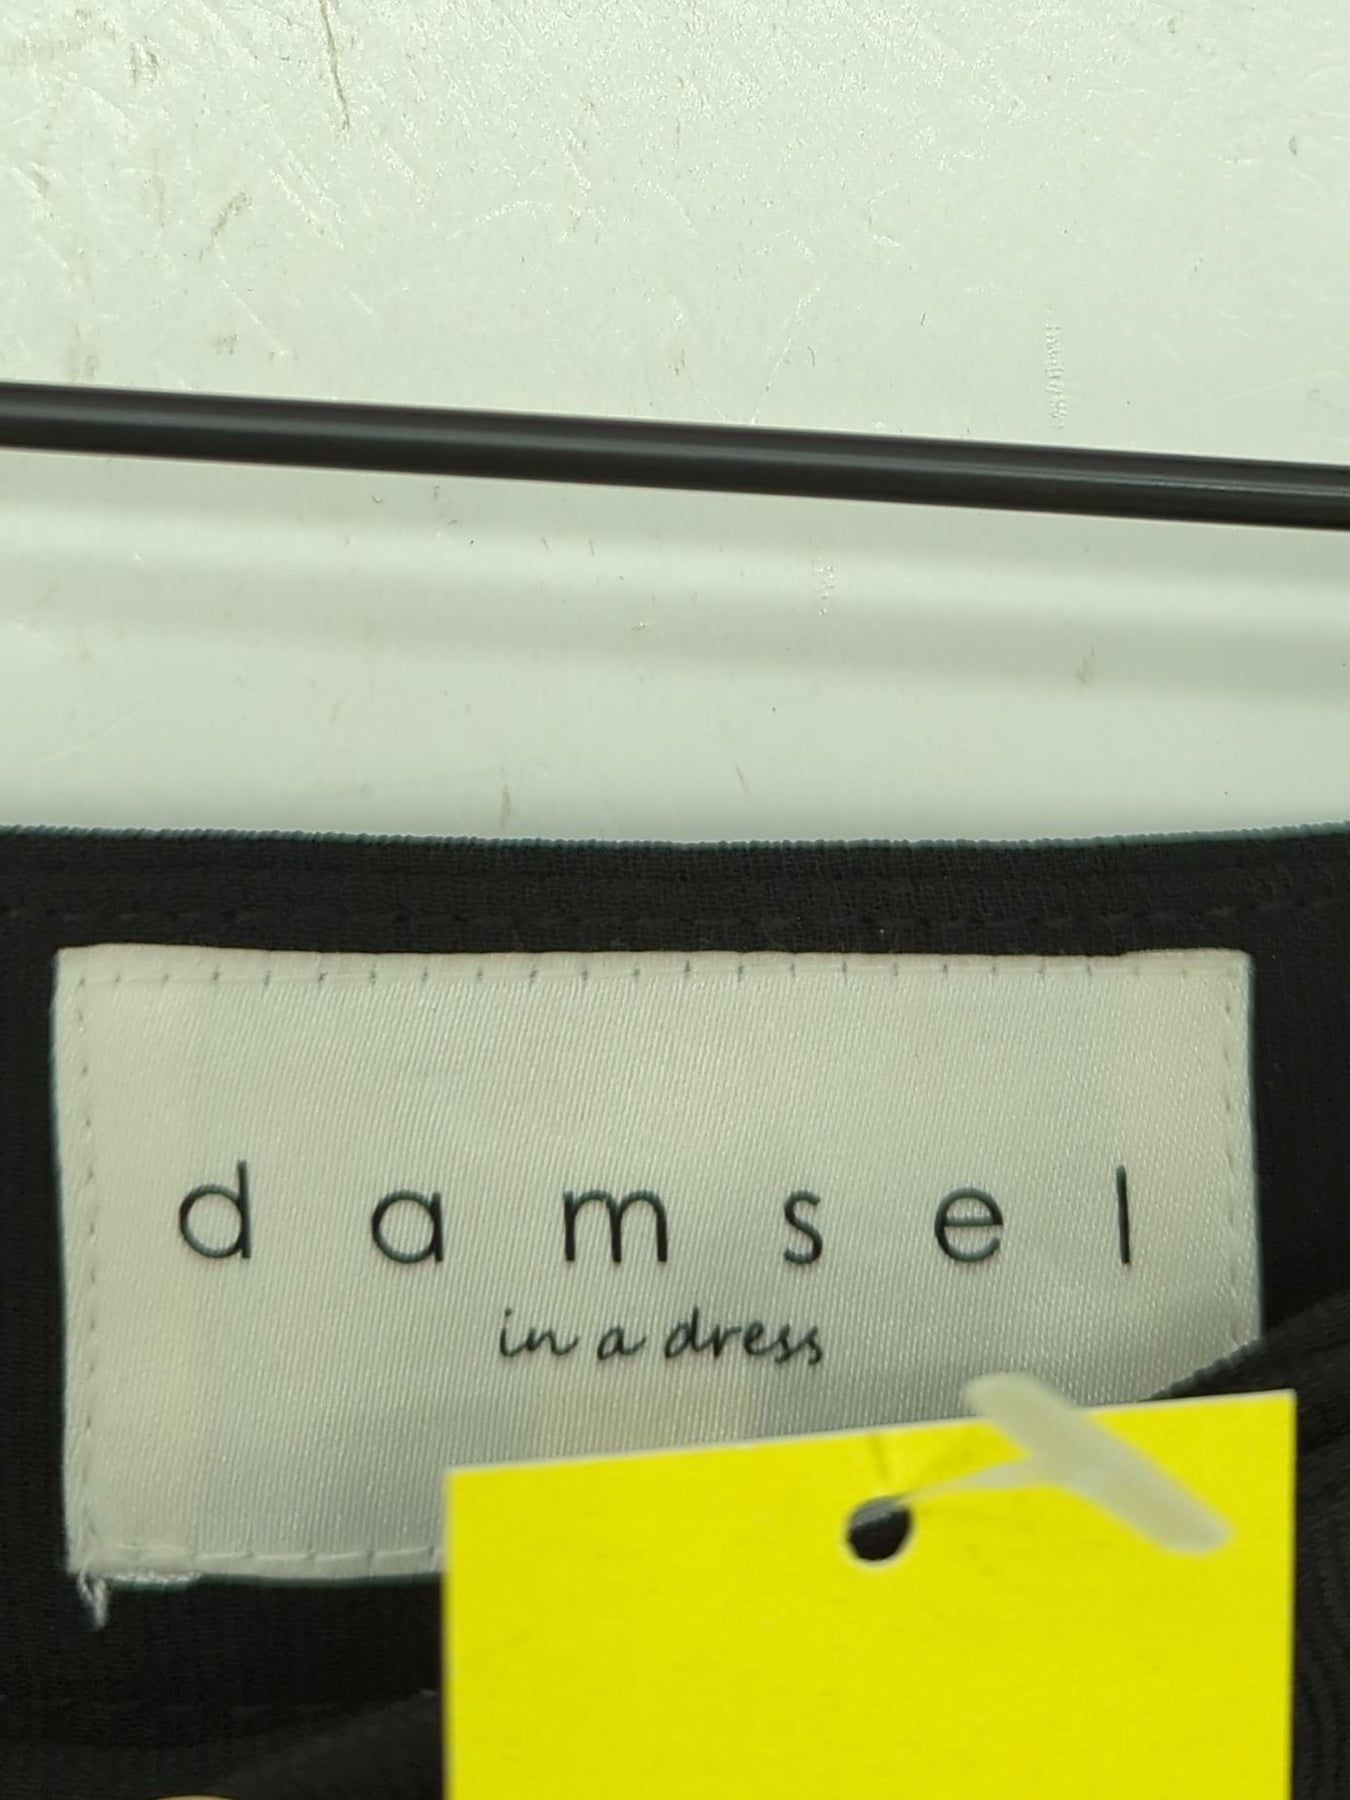 damsel
in a dress